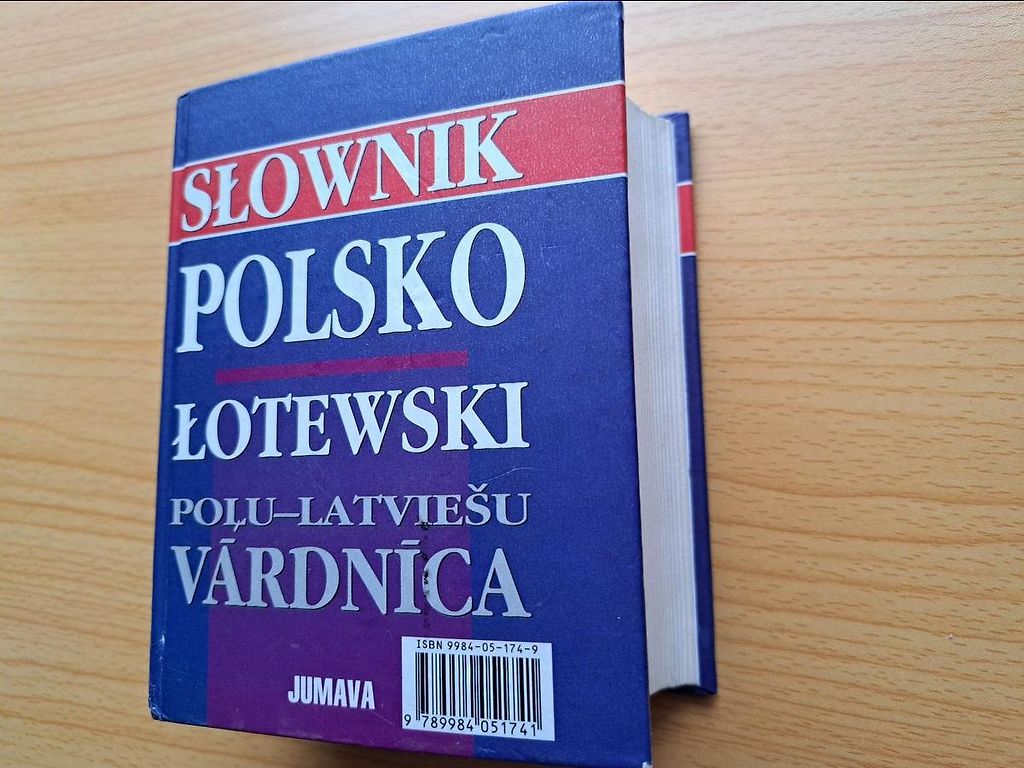 SŁOWNIK
POLSKO
ŁOTEWSKI
POĻU–LATVIEŠU
VĀRDNĪCA
JUMAVA
ISBN 9984-05-174-9
9 789984 051741